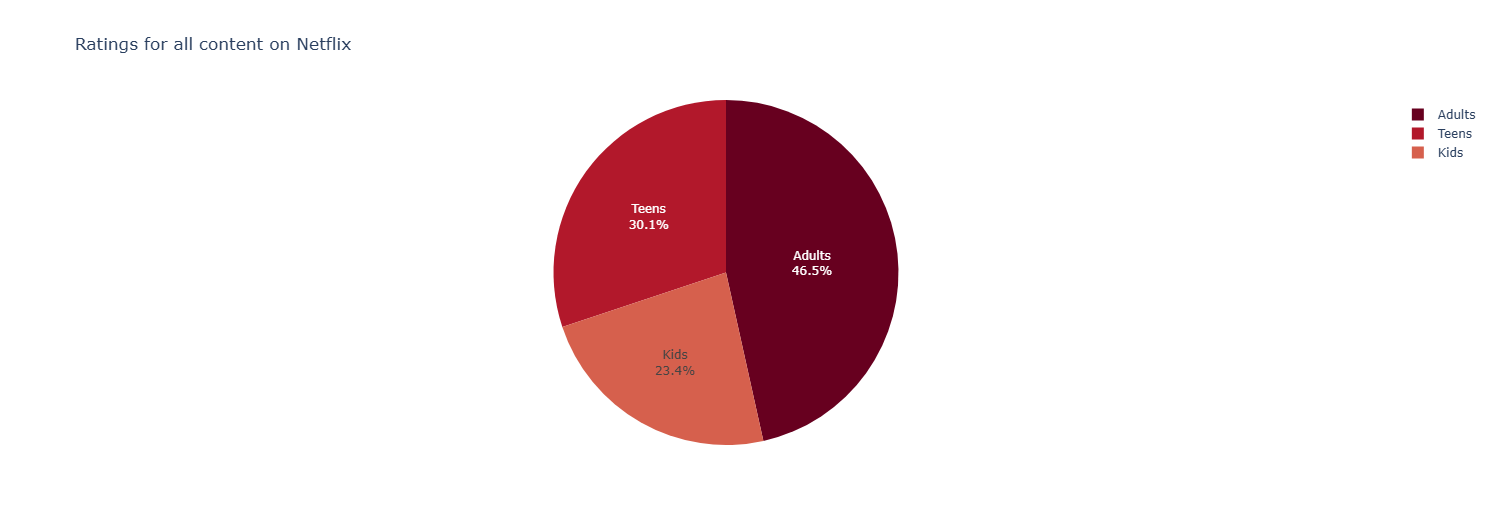 Ratings for all content on Netflix
Adults
Teens
Kids
Teens
30.1%
Adults
46.5%
Kids
23.4%